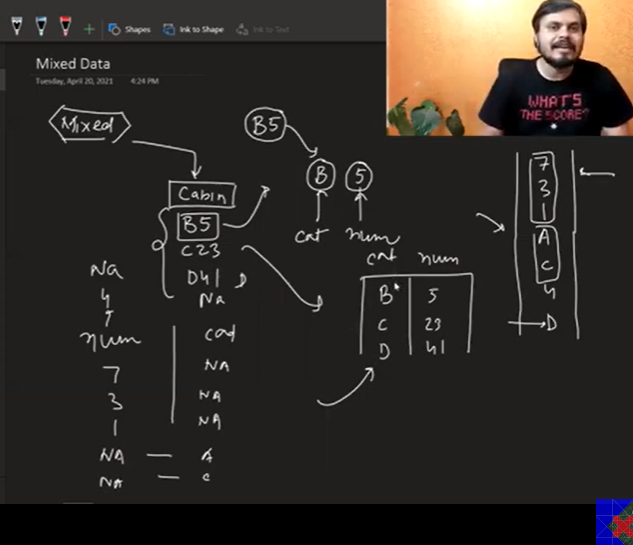 Shapes
Ink to Shape
Ink to Text
Mixed Data
Tuesday, April 20, 2021 4:24 PM
WHAT'S
THE SCORE?
Mixed
B5
B 5
cat num
Cabin
B5
C23
D41
Na
Na
4
num cat
7 NA
3 NA
1 NA
NA — A
NA — C
cat num
B 5
C 23
D 41
7
3
1
A
C
4
D